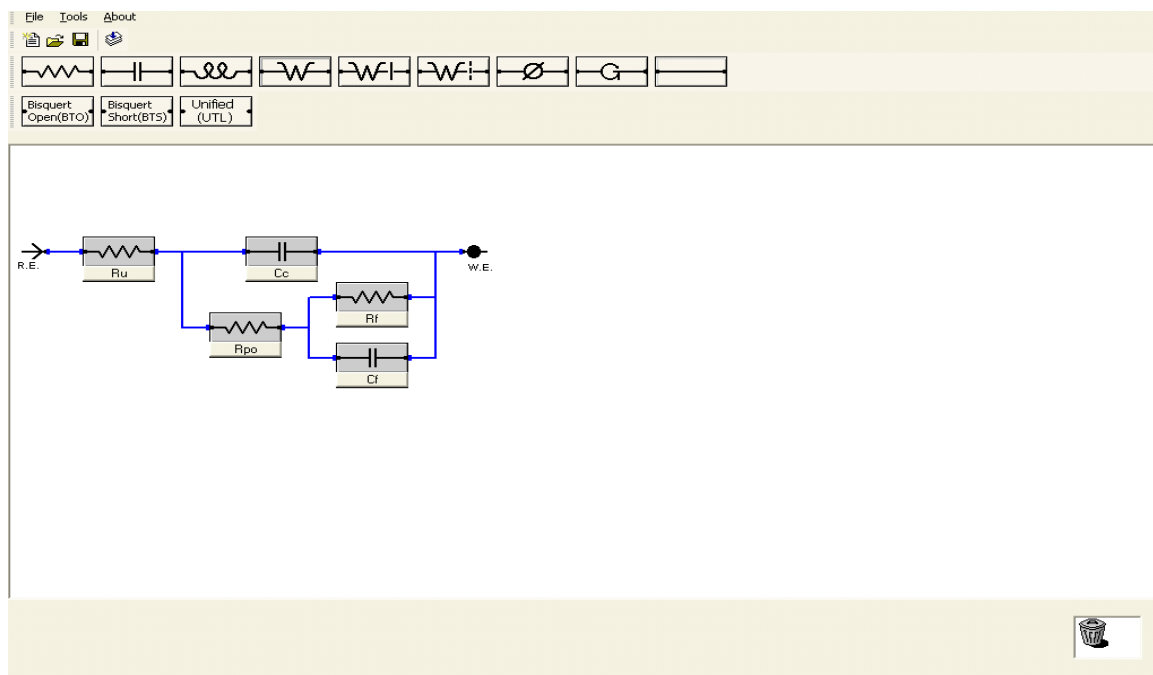 File Tools About
W W W Ø G
Bisquert Open(BTO) Bisquert Short(BTS) Unified (UTL)
R.E. Ru Cc W.E.
Rf
Rpo
Cf